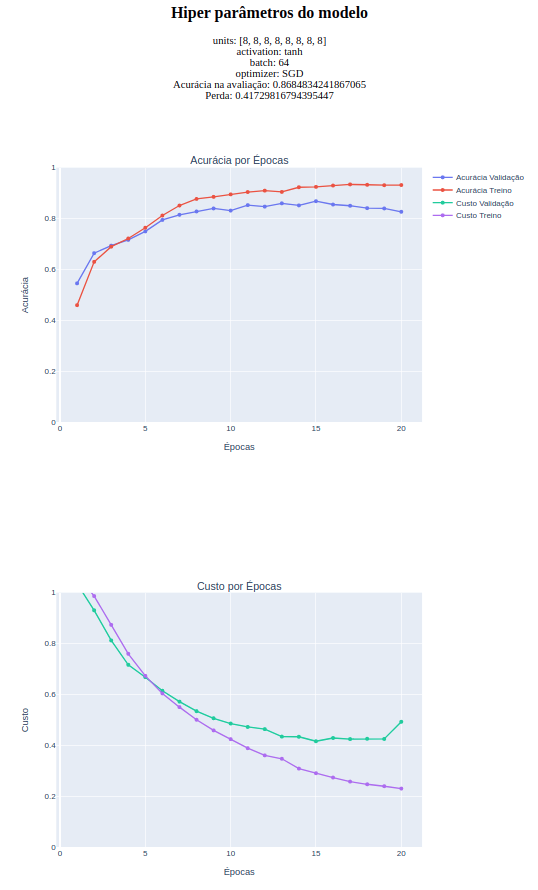 Hiper parâmetros do modelo
units: [8, 8, 8, 8, 8, 8, 8, 8]
activation: tanh
batch: 64
optimizer: SGD
Acurácia na avaliação: 0.8684834241867065
Perda: 0.41729816794395447
Acurácia por Épocas
1
0.8
0.6
0.4
0.2
0
Acurácia
0
5
10
15
20
Épocas
Acurácia Validação
Acurácia Treino
Custo Validação
Custo Treino
Custo por Épocas
1
0.8
0.6
0.4
0.2
0
Custo
0
5
10
15
20
Épocas